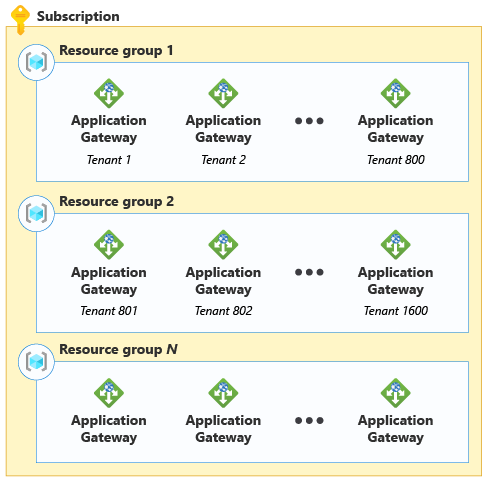 Subscription
Resource group 1
Application Application Application
Gateway Gateway Gateway
Tenant 1 Tenant 2 Tenant 800
Resource group 2
Application Application Application
Gateway Gateway Gateway
Tenant 801 Tenant 802 Tenant 1600
Resource group N
Application Application Application
Gateway Gateway Gateway